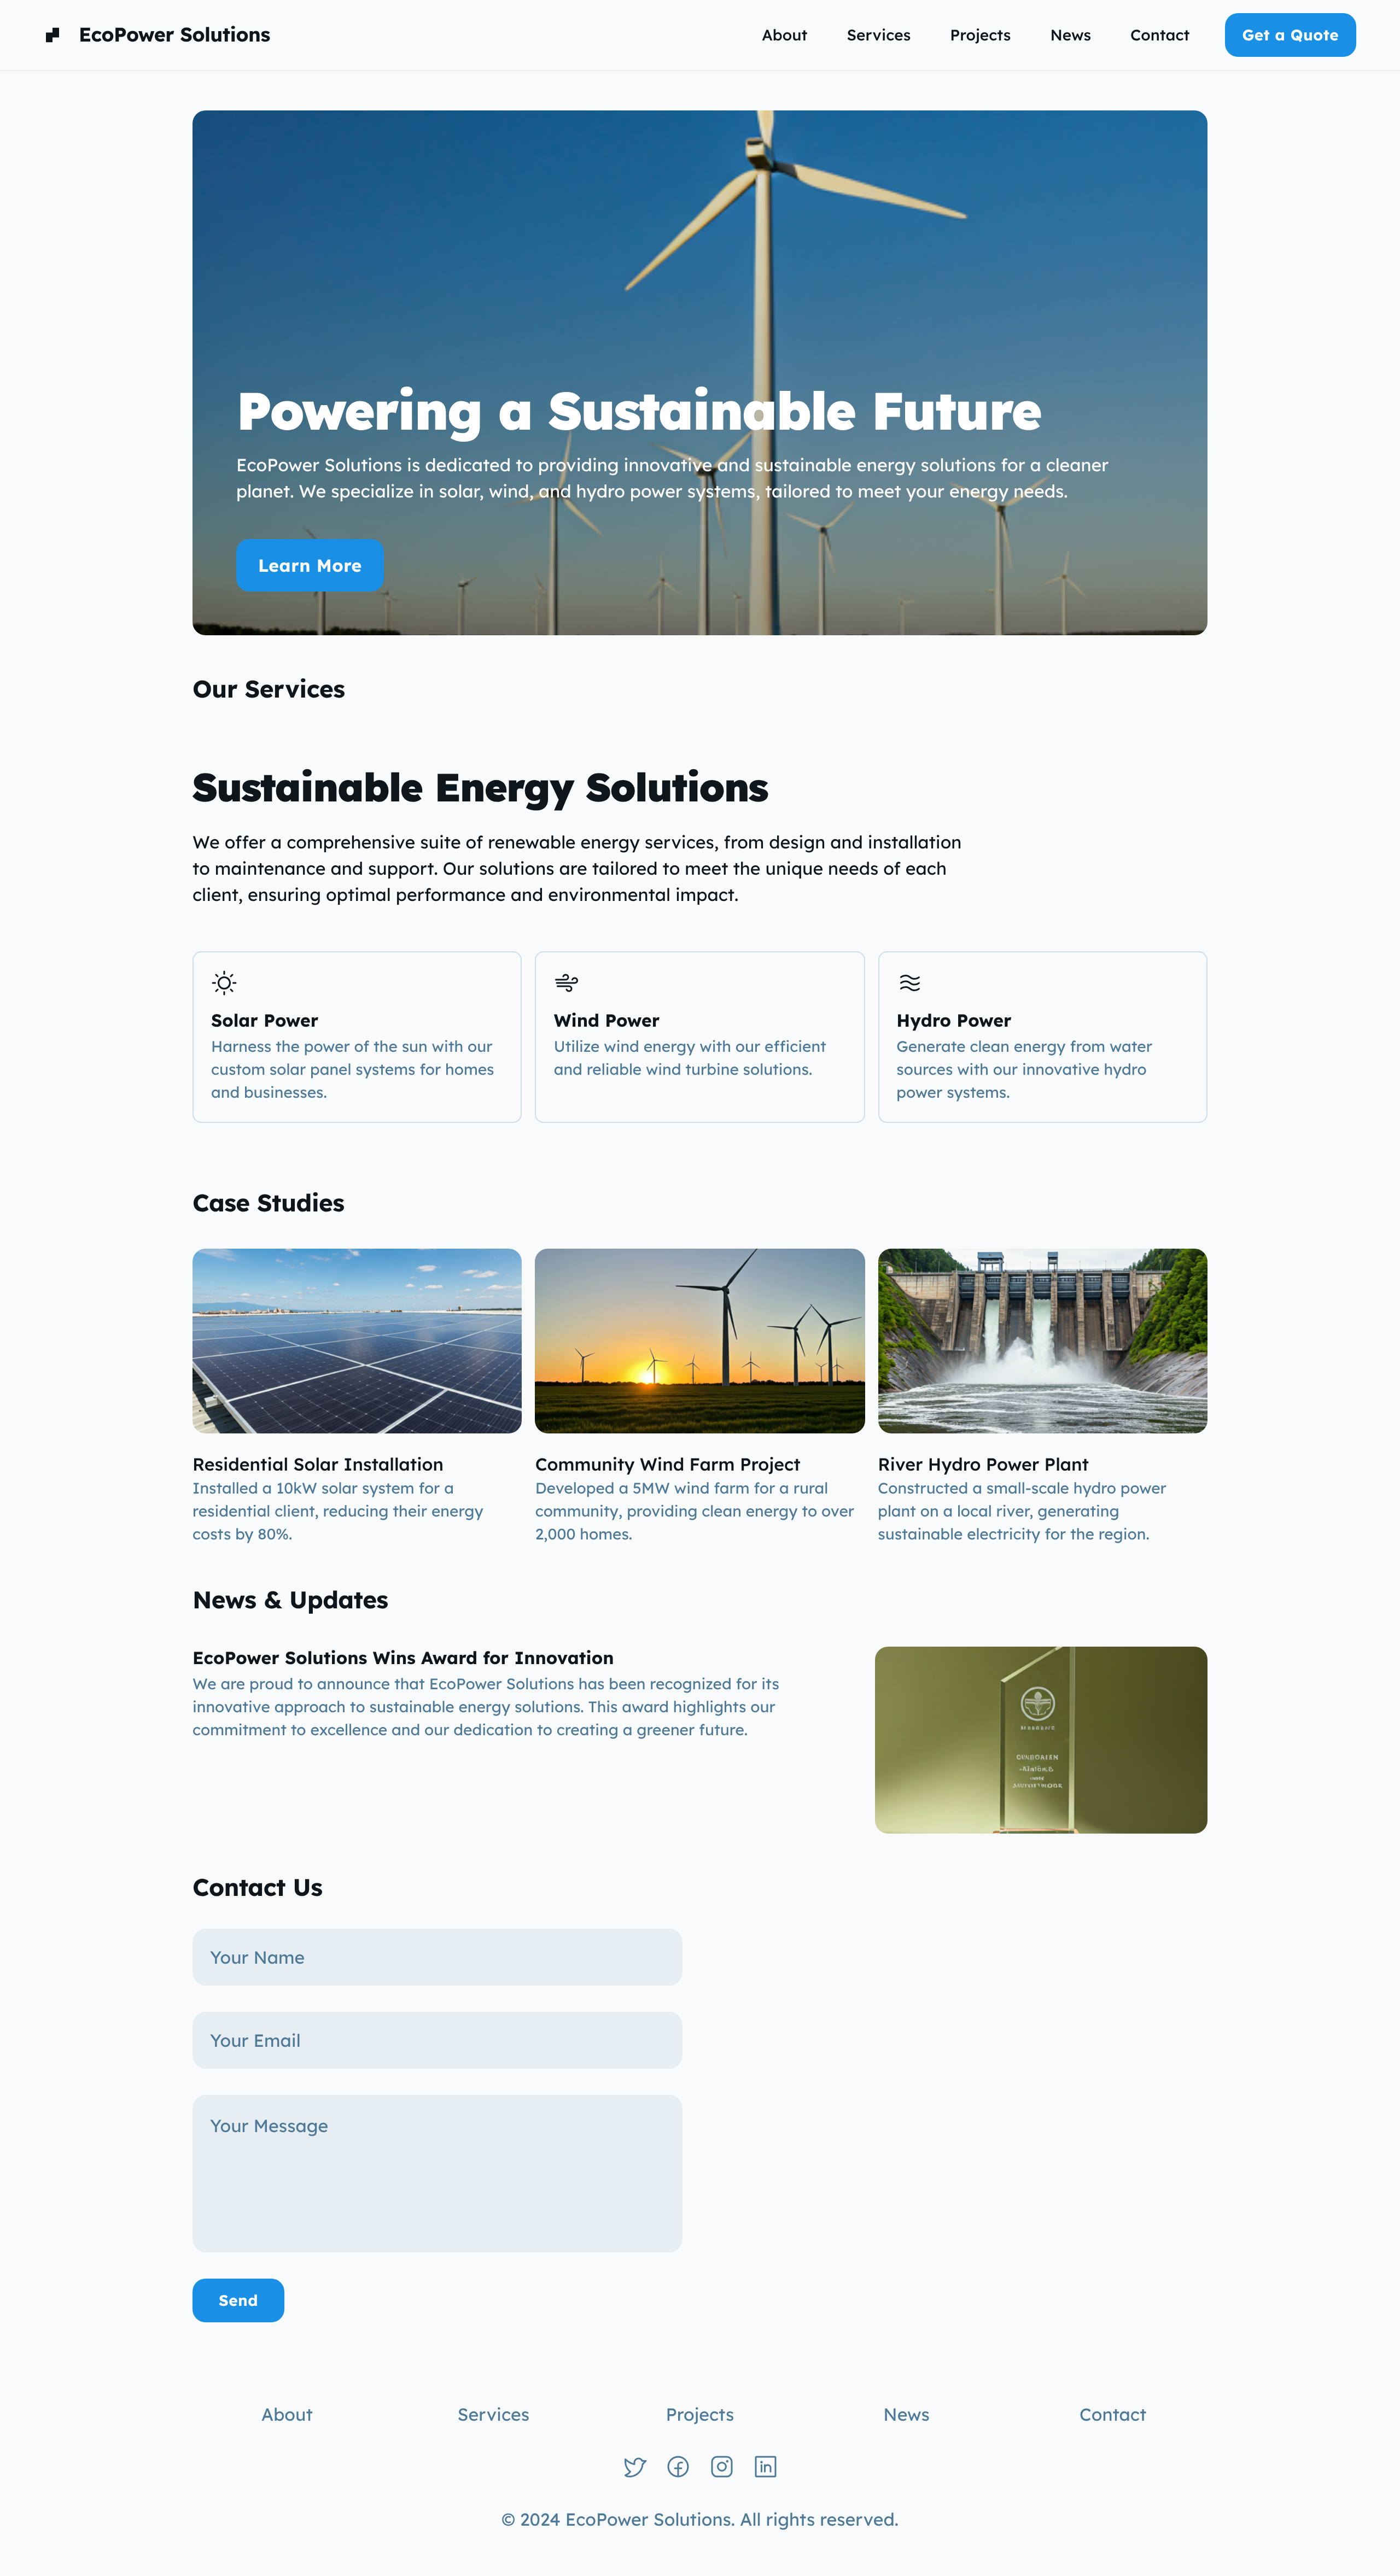 EcoPower Solutions
About
Services
Projects
News
Contact
Get a Quote
Powering a Sustainable Future
EcoPower Solutions is dedicated to providing innovative and sustainable energy solutions for a cleaner
planet. We specialize in solar, wind, and hydro power systems, tailored to meet your energy needs.
Learn More
Our Services
Sustainable Energy Solutions
We offer a comprehensive suite of renewable energy services, from design and installation
to maintenance and support. Our solutions are tailored to meet the unique needs of each
client, ensuring optimal performance and environmental impact.
Solar Power
Harness the power of the sun with our
custom solar panel systems for homes
and businesses.
Wind Power
Utilize wind energy with our efficient
and reliable wind turbine solutions.
Hydro Power
Generate clean energy from water
sources with our innovative hydro
power systems.
Case Studies
Residential Solar Installation
Installed a 10kW solar system for a
residential client, reducing their energy
costs by 80%.
Community Wind Farm Project
Developed a 5MW wind farm for a rural
community, providing clean energy to over
2,000 homes.
River Hydro Power Plant
Constructed a small-scale hydro power
plant on a local river, generating
sustainable electricity for the region.
News & Updates
EcoPower Solutions Wins Award for Innovation
We are proud to announce that EcoPower Solutions has been recognized for its
innovative approach to sustainable energy solutions. This award highlights our
commitment to excellence and our dedication to creating a greener future.
Contact Us
Your Name
Your Email
Your Message
Send
About
Services
Projects
News
Contact
© 2024 EcoPower Solutions. All rights reserved.